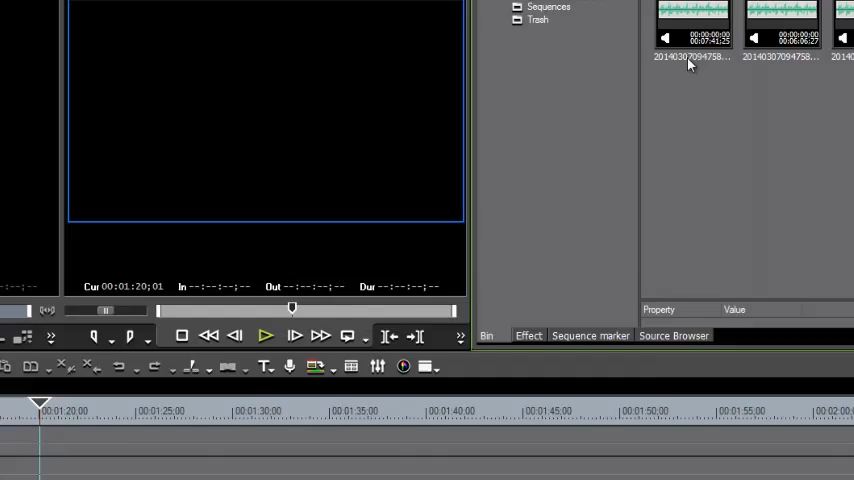 Sequences
Trash
00:00:00:00
00:07:41:25
00:00:00:00
00:06:06:27
20140307094758...
20140307094758...
20140
Cur 00:01:20;01 In --:--:--;-- Out --:--:--;-- Dur --:--:--;--
Property Value
Bin Effect Sequence marker Source Browser
00:01:20;00 00:01:25;00 00:01:30;00 00:01:35;00 00:01:40;00 00:01:45;00 00:01:50;00 00:01:55;00 00:02:00